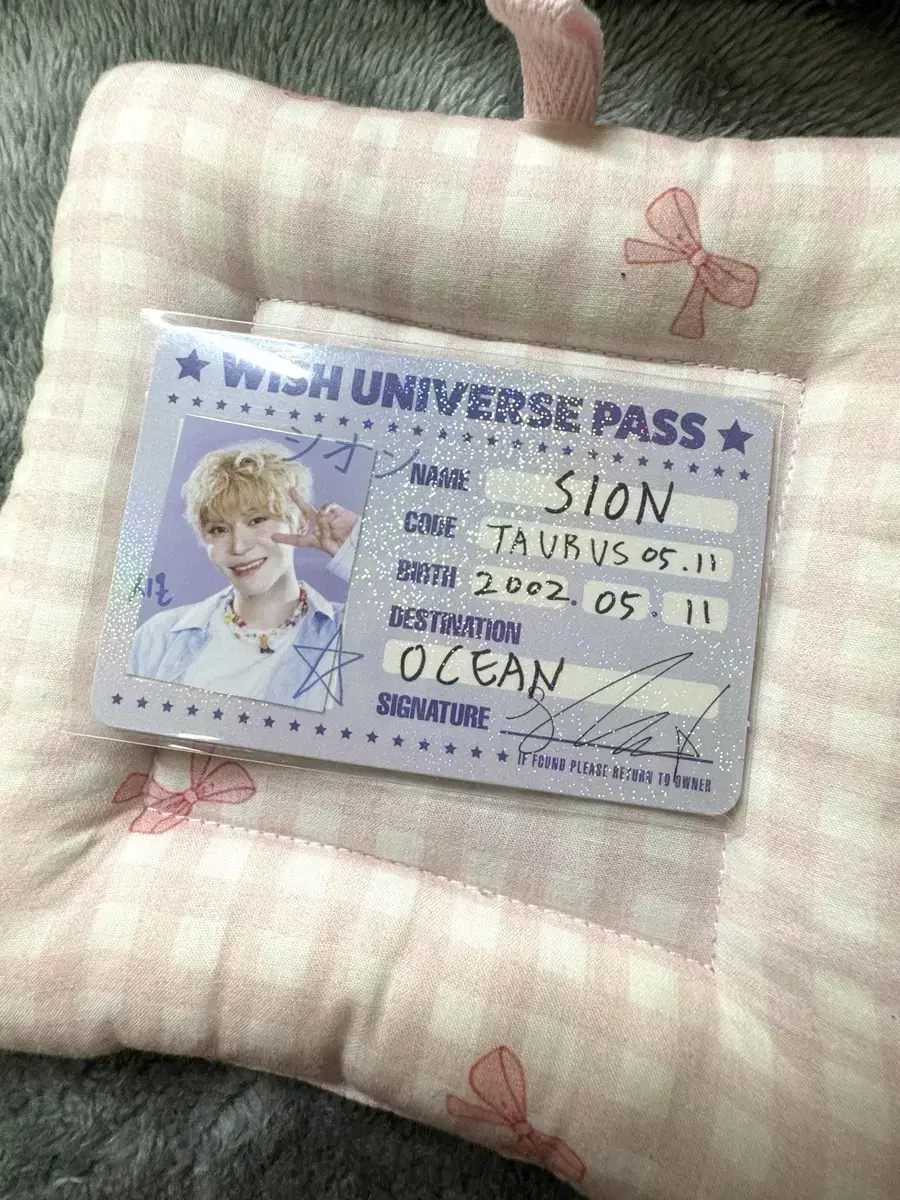 WISH UNIVERSE PASS
シオン
시온
NAME SION
CODE TAURUS 05.11
BIRTH 2002. 05. 11
DESTINATION
OCEAN
SIGNATURE
IF FOUND PLEASE RETURN TO OWNER